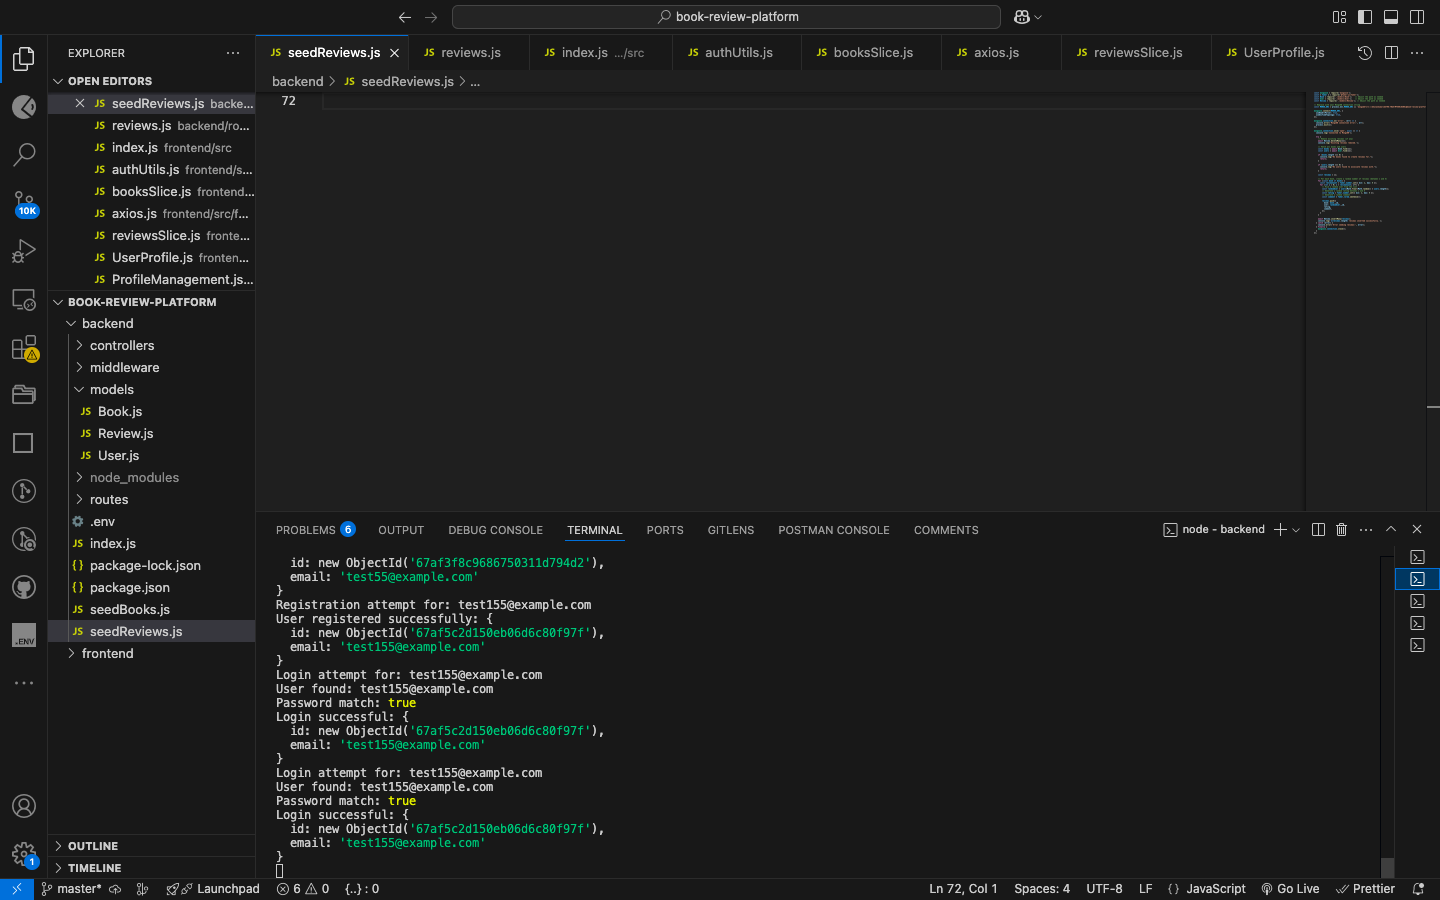 book-review-platform
EXPLORER
seedReviews.js
reviews.js
index.js .../src
authUtils.js
booksSlice.js
axios.js
reviewsSlice.js
UserProfile.js
OPEN EDITORS
backend > JS seedReviews.js > ...
JS seedReviews.js backe...
JS reviews.js backend/ro...
JS index.js frontend/src
JS authUtils.js frontend/s...
JS booksSlice.js frontend...
JS axios.js frontend/src/f...
JS reviewsSlice.js fronte...
JS UserProfile.js fronten...
JS ProfileManagement.js...
10K
BOOK-REVIEW-PLATFORM
backend
controllers
middleware
models
JS Book.js
JS Review.js
JS User.js
node_modules
routes
.env
JS index.js
{} package-lock.json
{} package.json
JS seedBooks.js
JS seedReviews.js
frontend
.ENV
OUTLINE
TIMELINE
1
72
PROBLEMS 6 OUTPUT DEBUG CONSOLE TERMINAL PORTS GITLENS POSTMAN CONSOLE COMMENTS
node - backend
id: new ObjectId('67af3f8c9686750311d794d2'),
email: 'test55@example.com'
}
Registration attempt for: test155@example.com
User registered successfully: {
id: new ObjectId('67af5c2d150eb06d6c80f97f'),
email: 'test155@example.com'
}
Login attempt for: test155@example.com
User found: test155@example.com
Password match: true
Login successful: {
id: new ObjectId('67af5c2d150eb06d6c80f97f'),
email: 'test155@example.com'
}
Login attempt for: test155@example.com
User found: test155@example.com
Password match: true
Login successful: {
id: new ObjectId('67af5c2d150eb06d6c80f97f'),
email: 'test155@example.com'
}
master* Launchpad 6 0 {..} : 0
Ln 72, Col 1 Spaces: 4 UTF-8 LF {} JavaScript Go Live Prettier